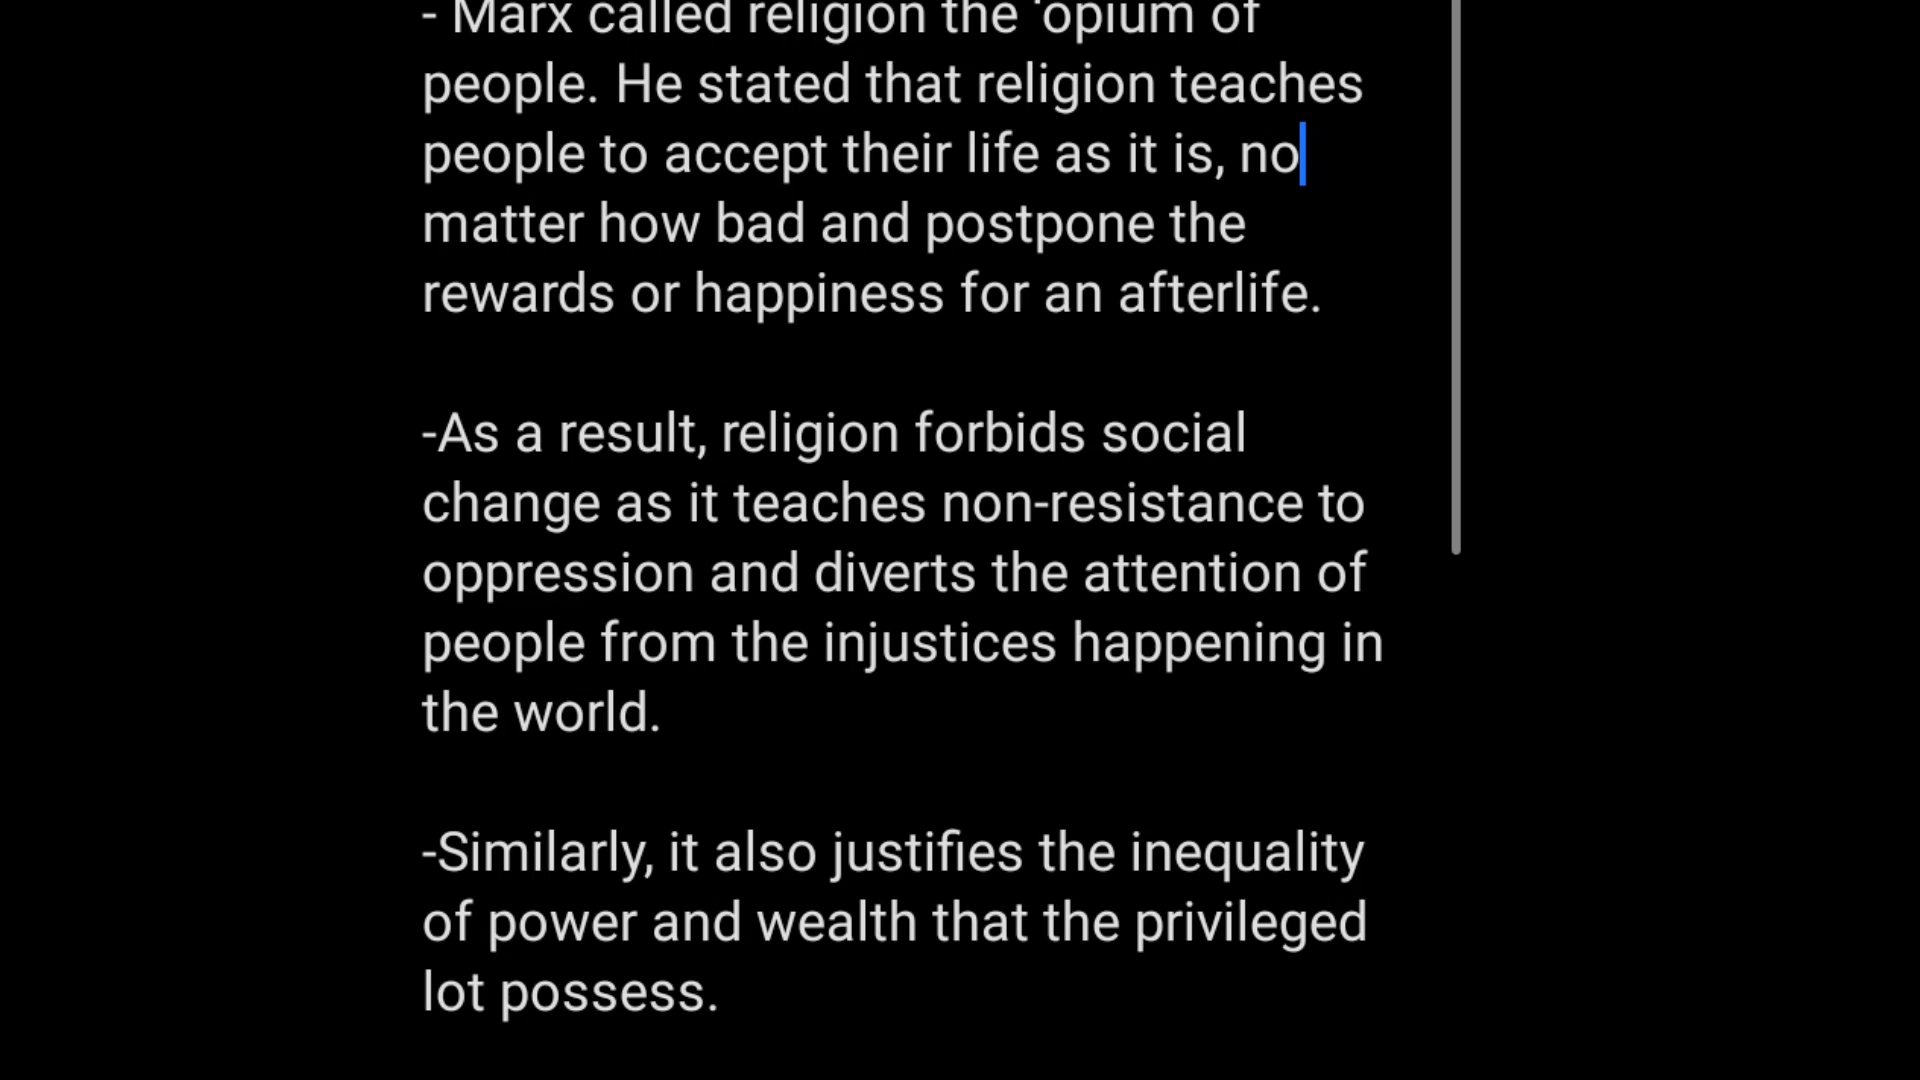 - Marx called religion the 'opium of
people. He stated that religion teaches
people to accept their life as it is, no
matter how bad and postpone the
rewards or happiness for an afterlife.
-As a result, religion forbids social
change as it teaches non-resistance to
oppression and diverts the attention of
people from the injustices happening in
the world.
-Similarly, it also justifies the inequality
of power and wealth that the privileged
lot possess.